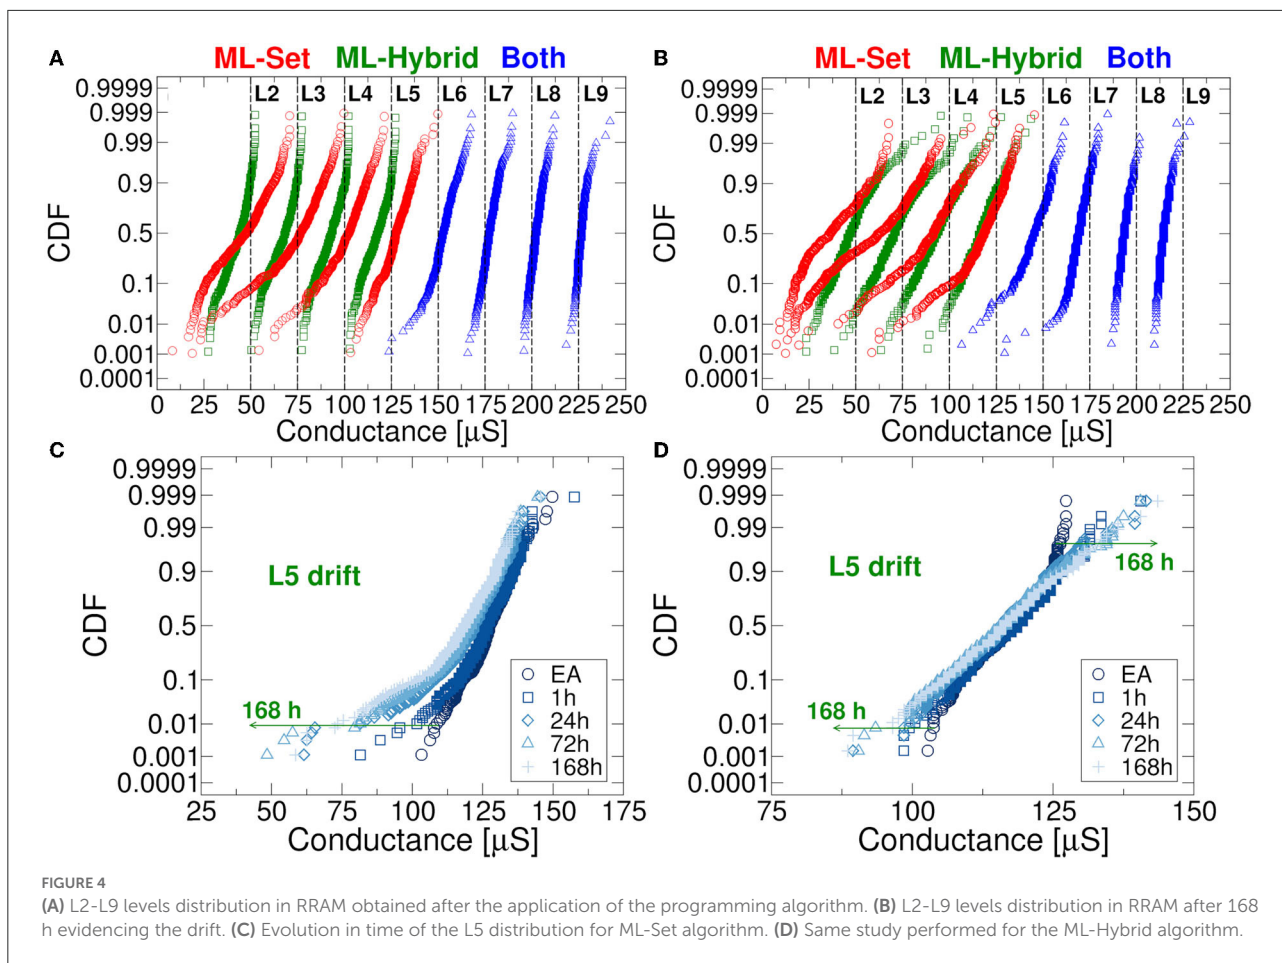 A
ML-Set ML-Hybrid Both
0.9999
0.999
0.99
0.9
0.5
0.1
0.01
0.001
0.0001
CDF
L2 L3 L4 L5 L6 L7 L8 L9
0 25 50 75 100 125 150 175 200 225 250
Conductance [μS]
B
ML-Set ML-Hybrid Both
0.9999
0.999
0.99
0.9
0.5
0.1
0.01
0.001
0.0001
CDF
L2 L3 L4 L5 L6 L7 L8 L9
0 25 50 75 100 125 150 175 200 225 250
Conductance [μS]
C
0.9999
0.999
0.99
0.9
0.5
0.1
0.01
0.001
0.0001
CDF
L5 drift
168 h
EA
1h
24h
72h
168h
25 50 75 100 125 150 175
Conductance [μS]
D
0.9999
0.999
0.99
0.9
0.5
0.1
0.01
0.001
0.0001
CDF
L5 drift
168 h
168 h
EA
1h
24h
72h
168h
75 100 125 150
Conductance [μS]
FIGURE 4
(A) L2-L9 levels distribution in RRAM obtained after the application of the programming algorithm. (B) L2-L9 levels distribution in RRAM after 168
h evidencing the drift. (C) Evolution in time of the L5 distribution for ML-Set algorithm. (D) Same study performed for the ML-Hybrid algorithm.